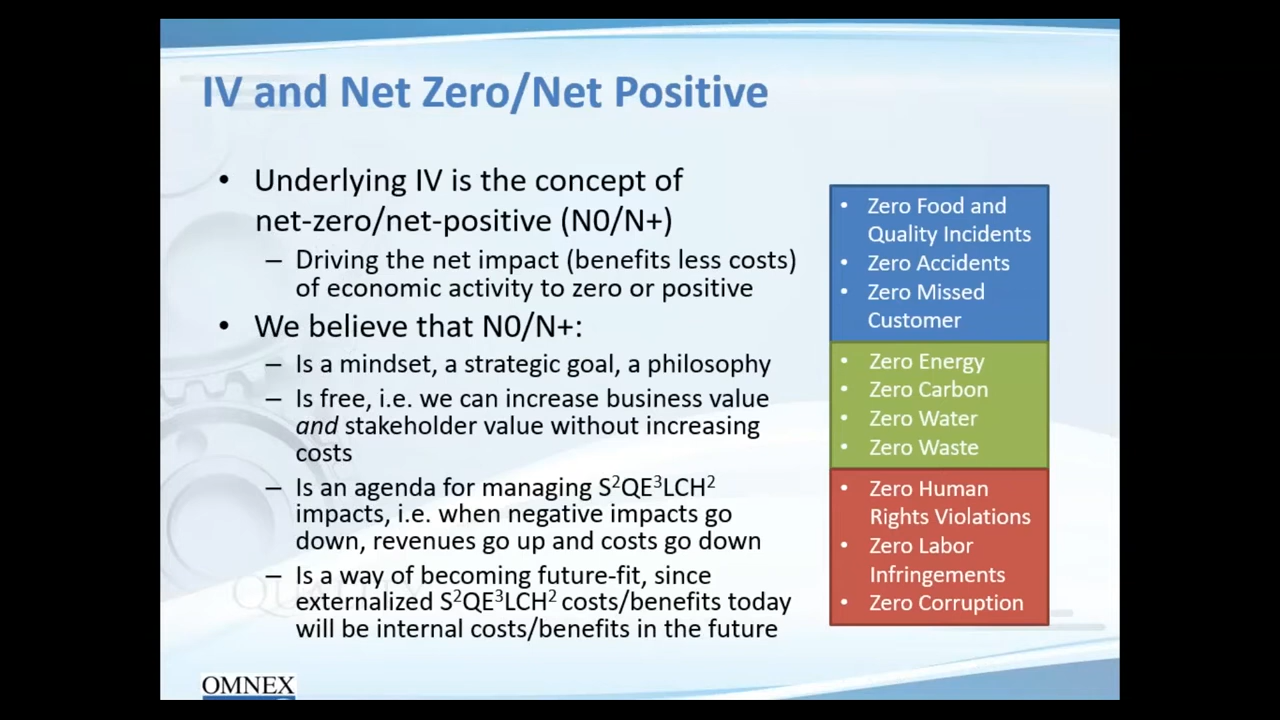 IV and Net Zero/Net Positive
• Underlying IV is the concept of
net-zero/net-positive (N0/N+)
– Driving the net impact (benefits less costs)
of economic activity to zero or positive
• We believe that N0/N+:
– Is a mindset, a strategic goal, a philosophy
– Is free, i.e. we can increase business value
and stakeholder value without increasing
costs
– Is an agenda for managing S²QE³LCH²
impacts, i.e. when negative impacts go
down, revenues go up and costs go down
– Is a way of becoming future-fit, since
externalized S²QE³LCH² costs/benefits today
will be internal costs/benefits in the future
• Zero Food and
Quality Incidents
• Zero Accidents
• Zero Missed
Customer
• Zero Energy
• Zero Carbon
• Zero Water
• Zero Waste
• Zero Human
Rights Violations
• Zero Labor
Infringements
• Zero Corruption
OMNEX